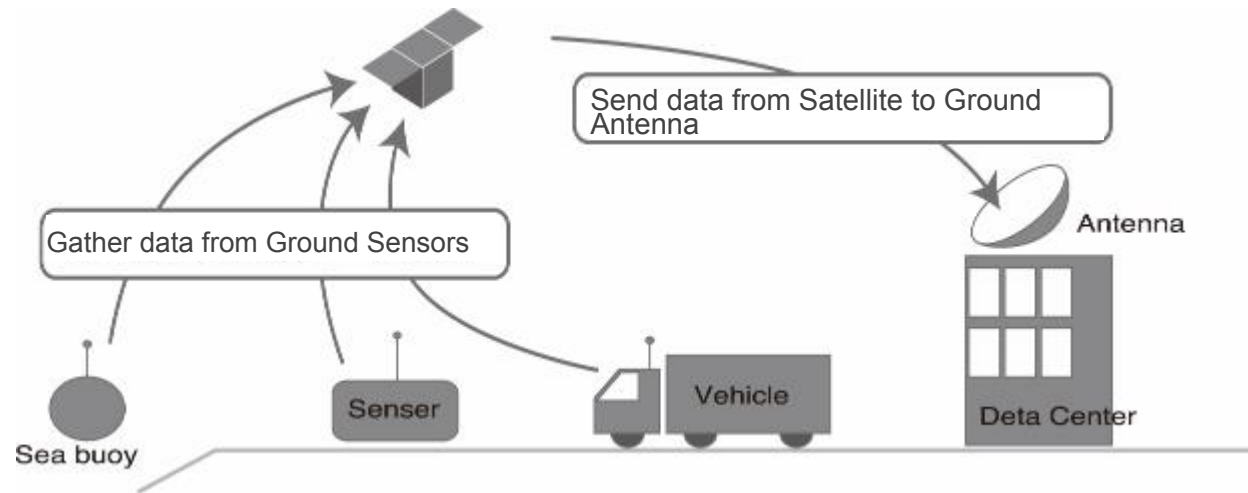 Send data from Satellite to Ground
Antenna
Antenna
Gather data from Ground Sensors
Senser
Vehicle
Deta Center
Sea buoy